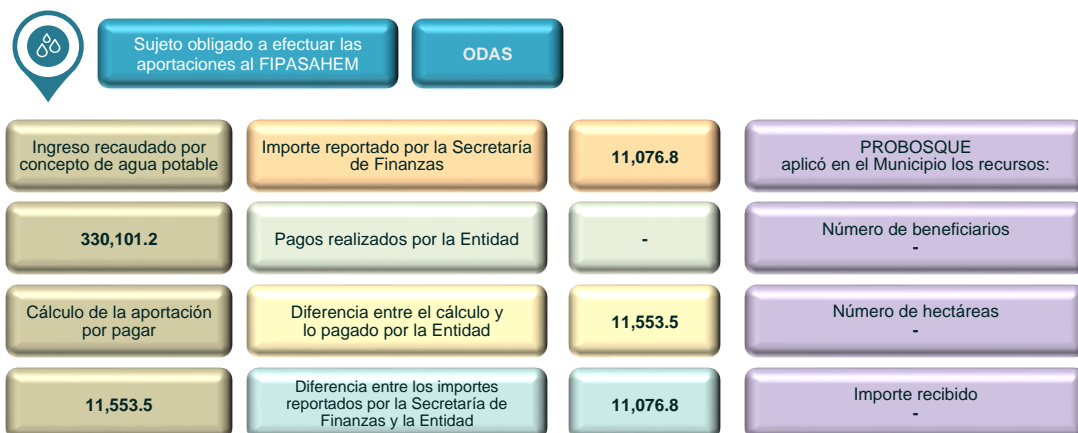 Sujeto obligado a efectuar las
aportaciones al FIPASAHEM
ODAS
Ingreso recaudado por
concepto de agua potable
Importe reportado por la Secretaría
de Finanzas
11,076.8
PROBOSQUE
aplicó en el Municipio los recursos:
330,101.2
Pagos realizados por la Entidad
-
Número de beneficiarios
-
Cálculo de la aportación
por pagar
Diferencia entre el cálculo y
lo pagado por la Entidad
11,553.5
Número de hectáreas
-
11,553.5
Diferencia entre los importes
reportados por la Secretaría de
Finanzas y la Entidad
11,076.8
Importe recibido
-